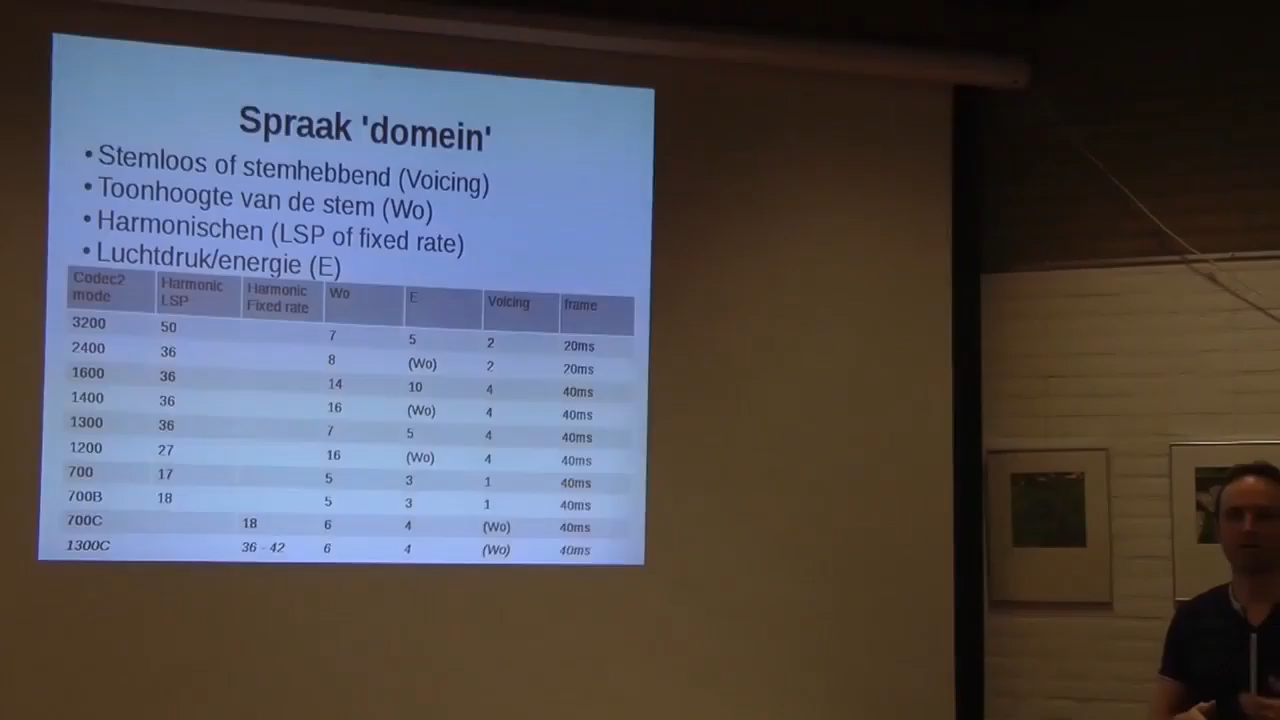 Spraak 'domein'
• Stemloos of stemhebbend (Voicing)
• Toonhoogte van de stem (Wo)
• Harmonischen (LSP of fixed rate)
• Luchtdruk/energie (E)
Codec2 mode Harmonic LSP Harmonic Fixed rate Wo E Voicing frame
3200 50 7 5 2 20ms
2400 36 8 (Wo) 2 20ms
1600 36 14 10 4 40ms
1400 36 16 (Wo) 4 40ms
1300 36 7 5 4 40ms
1200 27 16 (Wo) 4 40ms
700 17 5 3 1 40ms
700B 18 5 3 1 40ms
700C 18 6 4 (Wo) 40ms
1300C 36 - 42 6 4 (Wo) 40ms